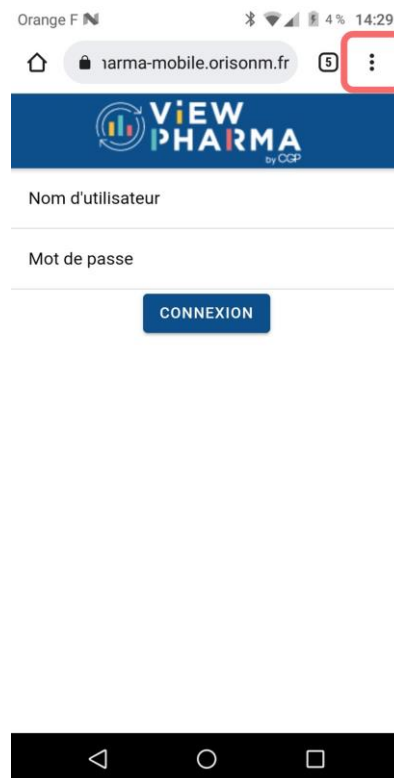 Orange F 4 % 14:29
narma-mobile.orisonm.fr 5
ViEW
PHARMA
by CGP
Nom d'utilisateur
Mot de passe
CONNEXION